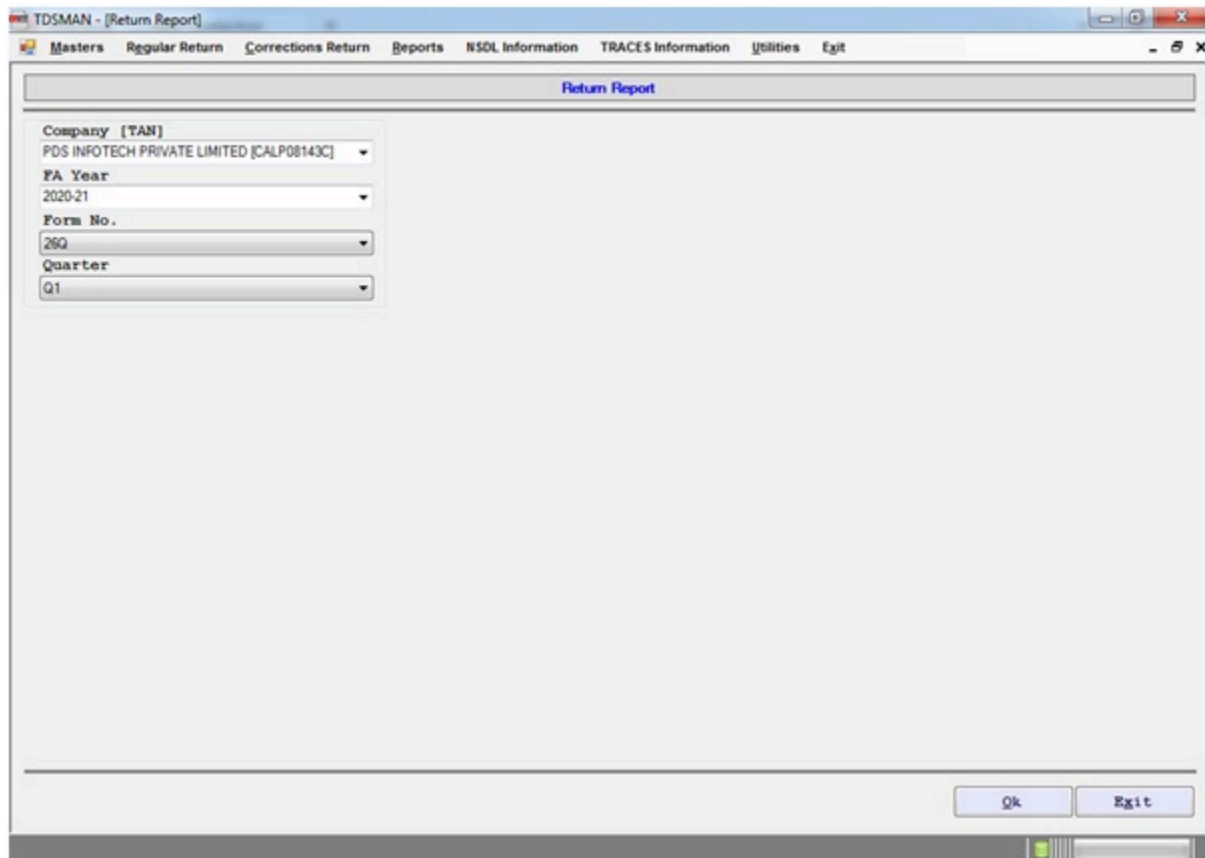 TDSMAN - [Return Report]
Masters Regular Return Corrections Return Reports NSDL Information TRACES Information Utilities Exit
Return Report
Company [TAN]
PDS INFOTECH PRIVATE LIMITED [CALP08143C]
FA Year
2020-21
Form No.
26Q
Quarter
Q1
Ok Exit